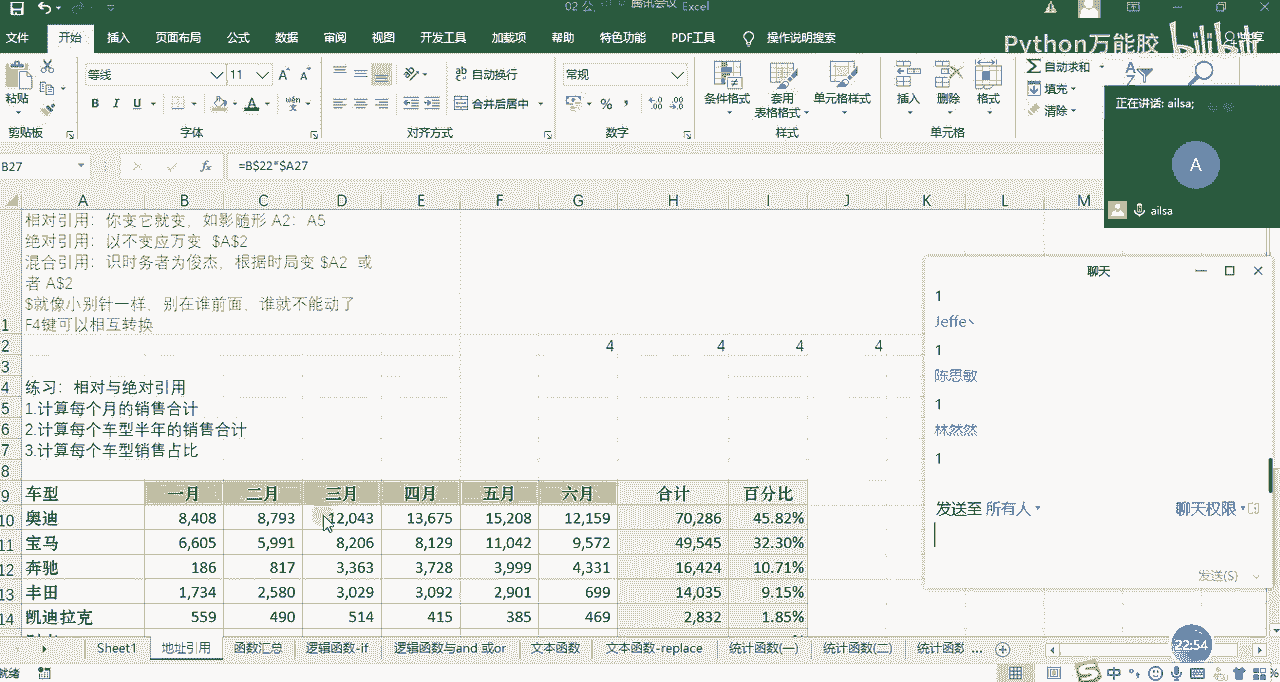 Excel
文件 开始 插入 页面布局 公式 数据 审阅 视图 开发工具 加载项 帮助 特色功能 PDF工具 操作说明搜索
Python万能胶 bilibili
粘贴 等线 11 自动换行 常规 条件格式 套用 单元格样式 插入 删除 格式 自动求和
B I U 合并后居中 % 表格格式 填充
清除
剪贴板 字体 对齐方式 数字 样式 单元格
正在讲话: ailsa;
A
ailsa
B27 fx =B$22*$A27
A B C D E F G H I J K L M
相对引用：你变它就变，如影随形 A2：A5
绝对引用：以不变应万变 $A$2
混合引用：识时务者为俊杰，根据时局变 $A2 或
者 A$2
$就像小别针一样，别在谁前面，谁就不能动了
1 F4键可以相互转换
2 4 4 4 4
3
4 练习：相对与绝对引用
5 1.计算每个月的销售合计
6 2.计算每个车型半年的销售合计
7 3.计算每个车型销售占比
8
9 车型 一月 二月 三月 四月 五月 六月 合计 百分比
10 奥迪 8,408 8,793 12,043 13,675 15,208 12,159 70,286 45.82%
11 宝马 6,605 5,991 8,206 8,129 11,042 9,572 49,545 32.30%
12 奔驰 186 817 3,363 3,728 3,999 4,331 16,424 10.71%
13 丰田 1,734 2,580 3,029 3,092 2,901 699 14,035 9.15%
14 凯迪拉克 559 490 514 415 385 469 2,832 1.85%
聊天
1
Jeffe丶
1
陈思敏
1
林然然
1
发送至 所有人 聊天权限
发送(S)
Sheet1 地址引用 函数汇总 逻辑函数-if 逻辑函数与and、or 文本函数 文本函数-replace 统计函数(一) 统计函数(二) 统计函数 ...
22:54
就绪
中